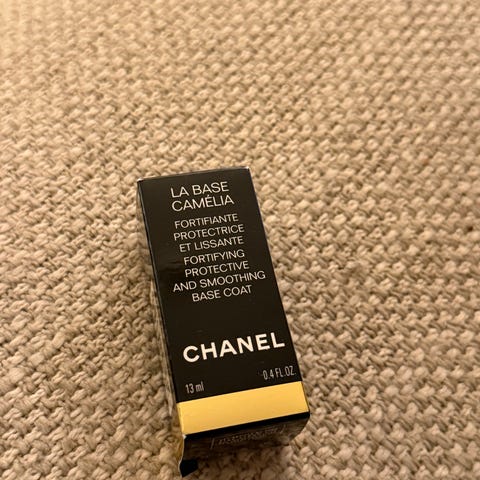 LA BASE
CAMÉLIA
FORTIFIANTE
PROTECTRICE
ET LISSANTE
FORTIFYING
PROTECTIVE
AND SMOOTHING
BASE COAT
CHANEL
13 ml 0.4 FL.OZ.